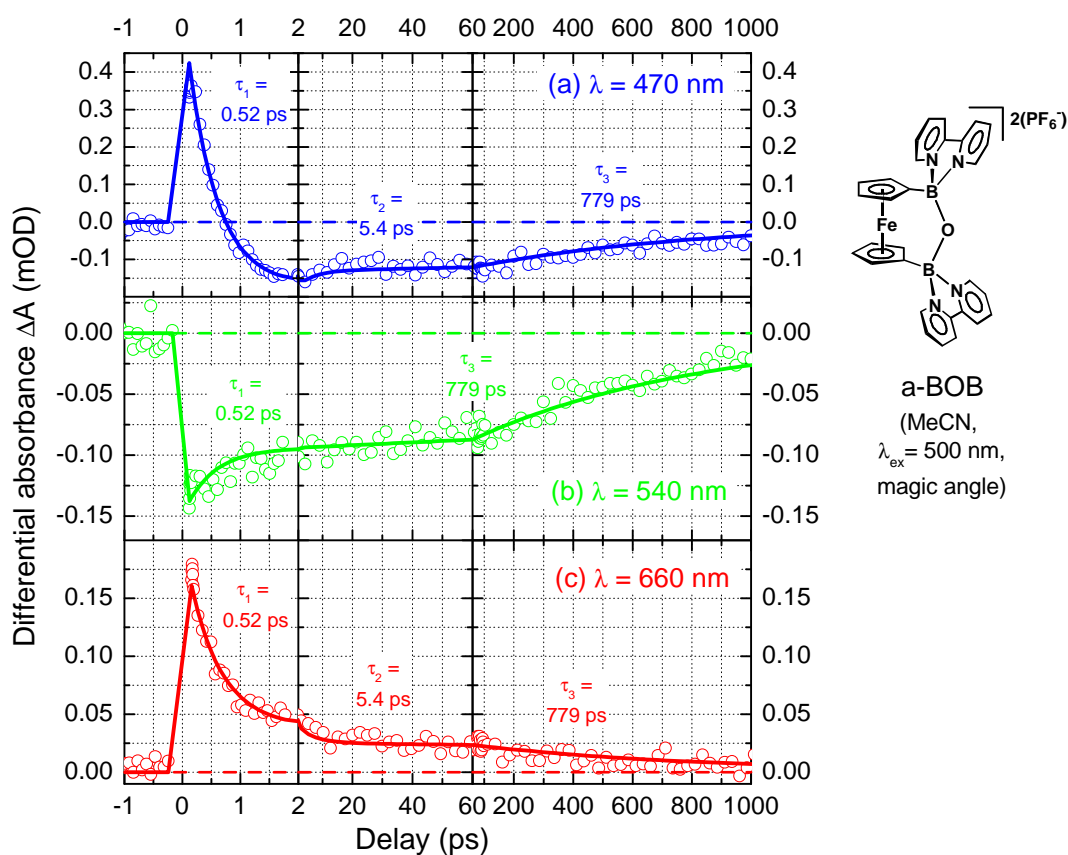 -1 0 1 2 20 40 60 200 400 600 800 1000
Differential absorbance ΔA (mOD)
0.4 0.3 0.2 0.1 0.0 -0.1
τ1 =
0.52 ps
τ2 =
5.4 ps
τ3 =
779 ps
(a) λ = 470 nm
0.4 0.3 0.2 0.1 0.0 -0.1
0.00 -0.05 -0.10 -0.15
τ1 =
0.52 ps
τ3 =
779 ps
(b) λ = 540 nm
0.00 -0.05 -0.10 -0.15
0.15 0.10 0.05 0.00
τ1 =
0.52 ps
τ2 =
5.4 ps
τ3 =
779 ps
(c) λ = 660 nm
0.15 0.10 0.05 0.00
-1 0 1 2 20 40 60 200 400 600 800 1000
Delay (ps)
2(PF6-)
N N
B
Fe O
B
N N
a-BOB
(MeCN,
λex= 500 nm,
magic angle)